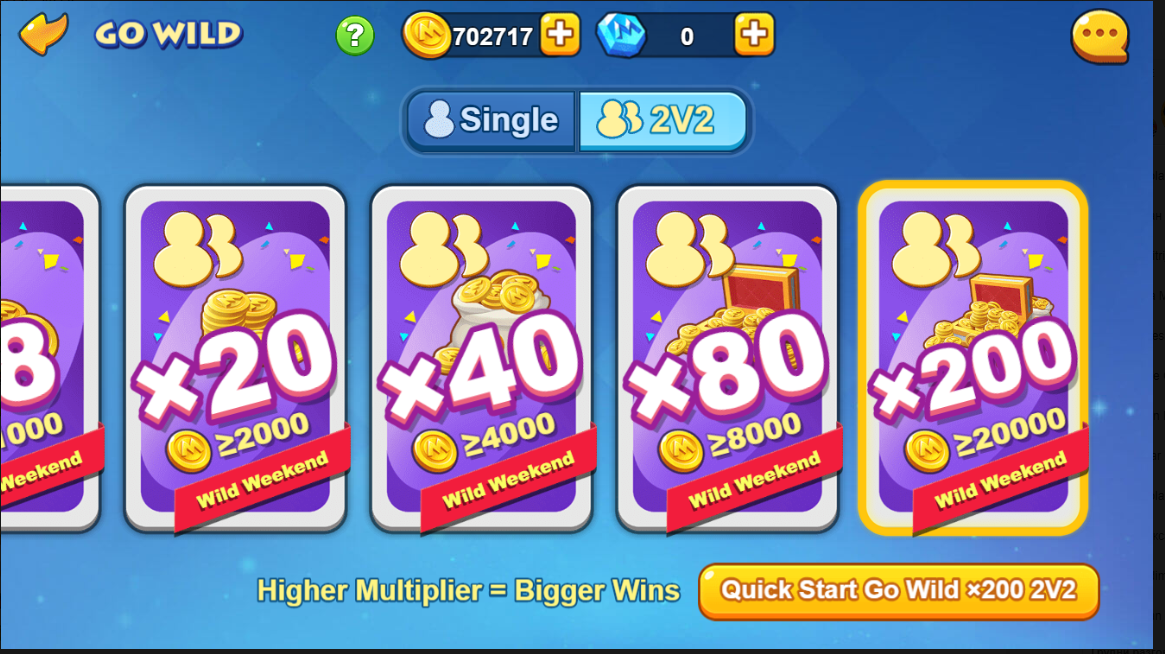 GO WILD
?
702717
0
Single
2V2
8
1000
Weekend
×20
≥2000
Wild Weekend
×40
≥4000
Wild Weekend
×80
≥8000
Wild Weekend
×200
≥20000
Wild Weekend
Higher Multiplier = Bigger Wins
Quick Start Go Wild ×200 2V2